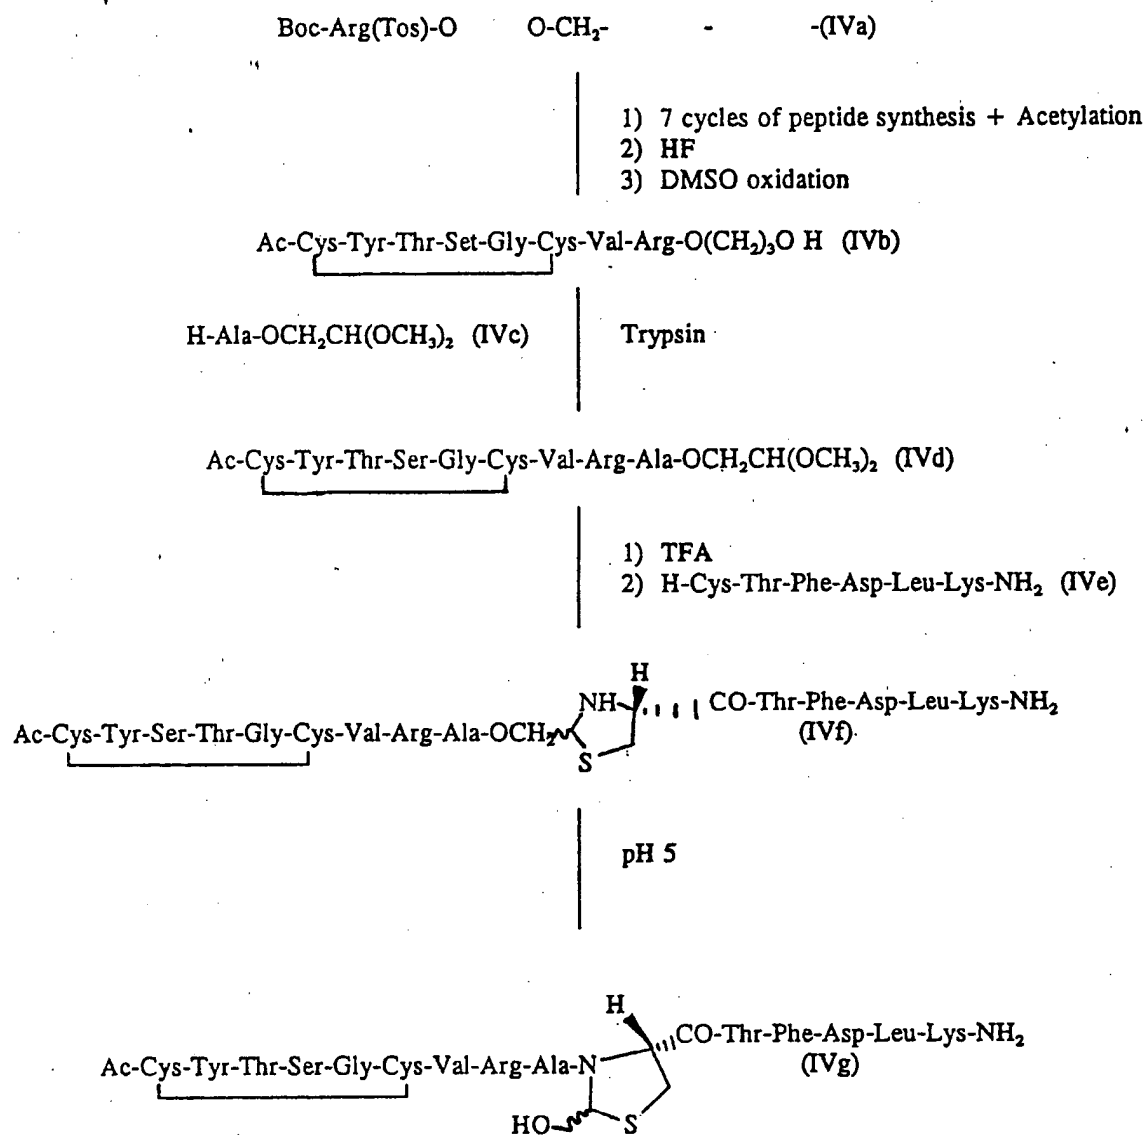 Boc-Arg(Tos)-O O-CH₂- - -(IVa)
1) 7 cycles of peptide synthesis + Acetylation
2) HF
3) DMSO oxidation
Ac-Cys-Tyr-Thr-Set-Gly-Cys-Val-Arg-O(CH₂)₃O H (IVb)
H-Ala-OCH₂CH(OCH₃)₂ (IVc) Trypsin
Ac-Cys-Tyr-Thr-Ser-Gly-Cys-Val-Arg-Ala-OCH₂CH(OCH₃)₂ (IVd)
1) TFA
2) H-Cys-Thr-Phe-Asp-Leu-Lys-NH₂ (IVe)
H
NH CO-Thr-Phe-Asp-Leu-Lys-NH₂
(IVf)
Ac-Cys-Tyr-Ser-Thr-Gly-Cys-Val-Arg-Ala-OCH₂
S
pH 5
H
CO-Thr-Phe-Asp-Leu-Lys-NH₂
(IVg)
Ac-Cys-Tyr-Thr-Ser-Gly-Cys-Val-Arg-Ala-N
HO S